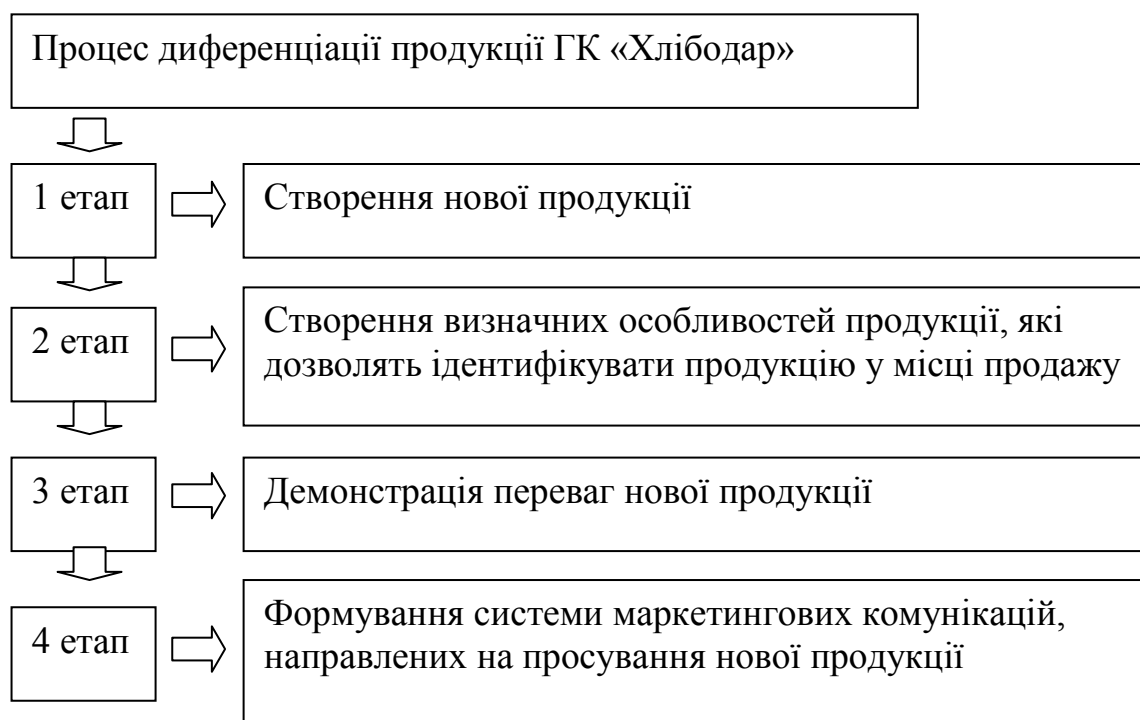 Процес диференціації продукції ГК «Хлібодар»
1 етап
Створення нової продукції
2 етап
Створення визначних особливостей продукції, які
дозволять ідентифікувати продукцію у місці продажу
3 етап
Демонстрація переваг нової продукції
4 етап
Формування системи маркетингових комунікацій,
направлених на просування нової продукції